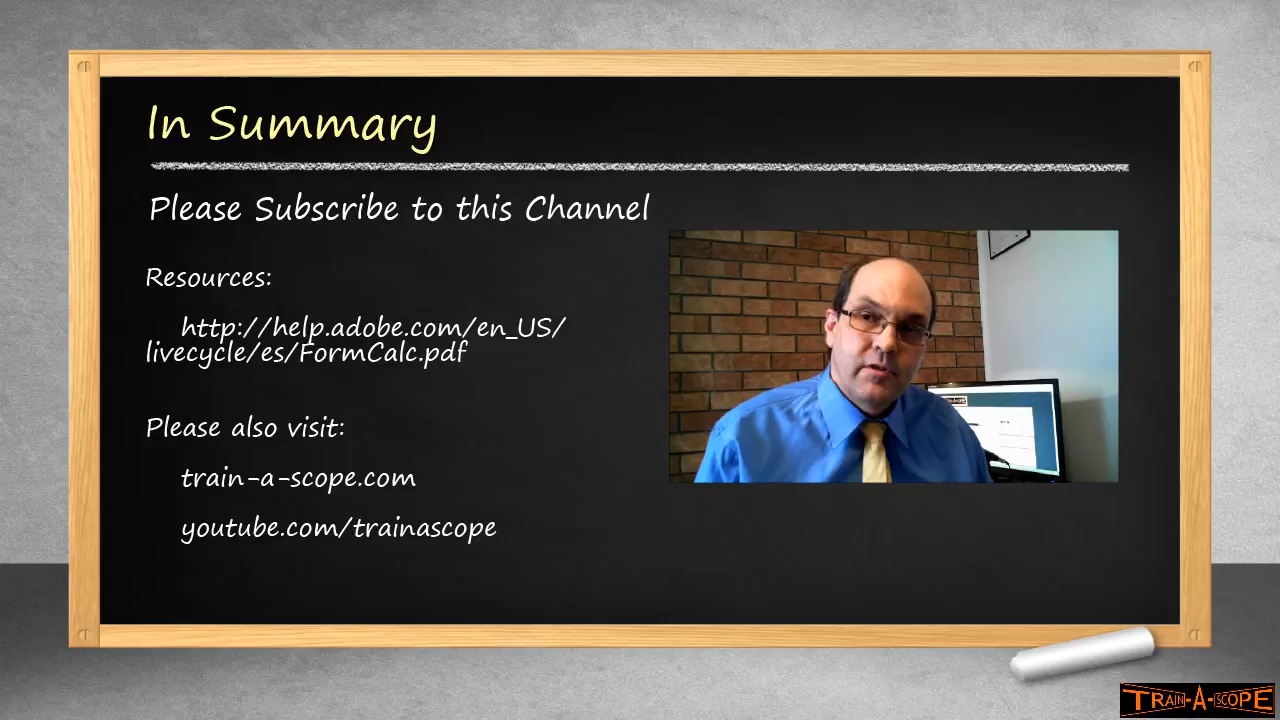 In Summary
Please Subscribe to this Channel
Resources:
http://help.adobe.com/en_US/
livecycle/es/FormCalc.pdf
Please also visit:
train-a-scope.com
youtube.com/trainascope
TRAIN-A-SCOPE